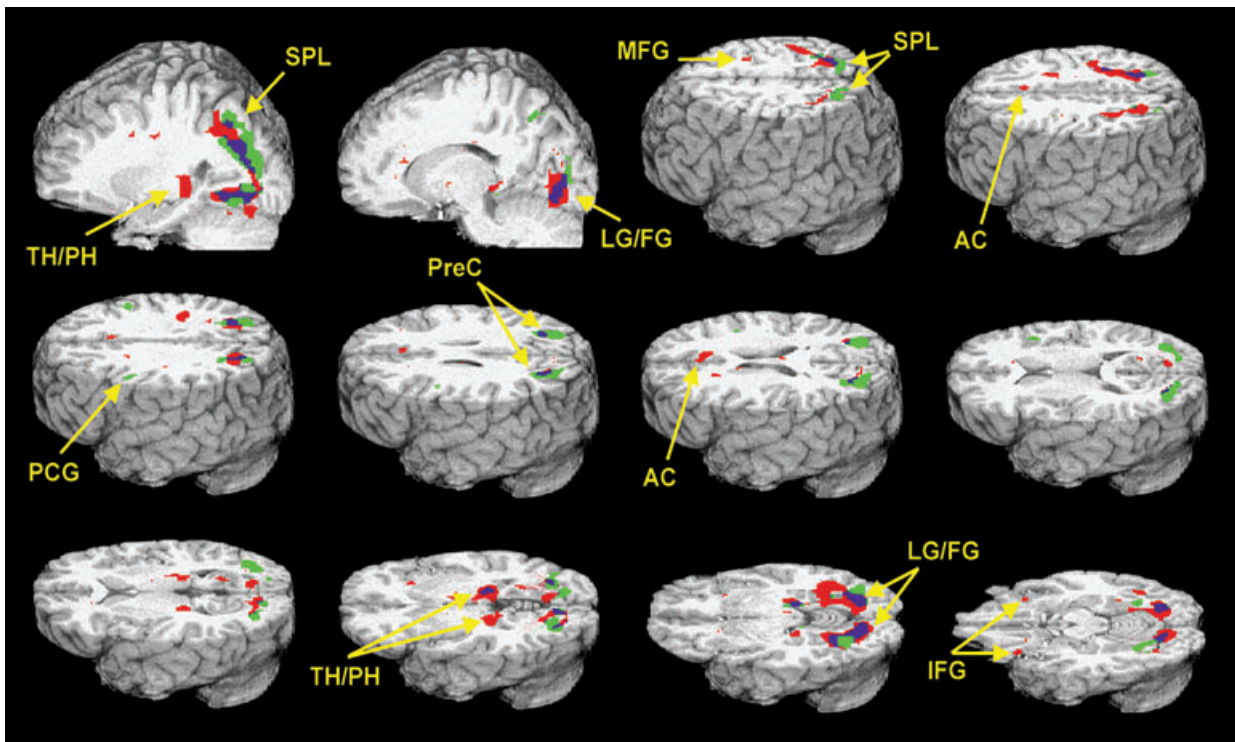 SPL
TH/PH
LG/FG
MFG
SPL
AC
PCG
PreC
AC
TH/PH
LG/FG
IFG